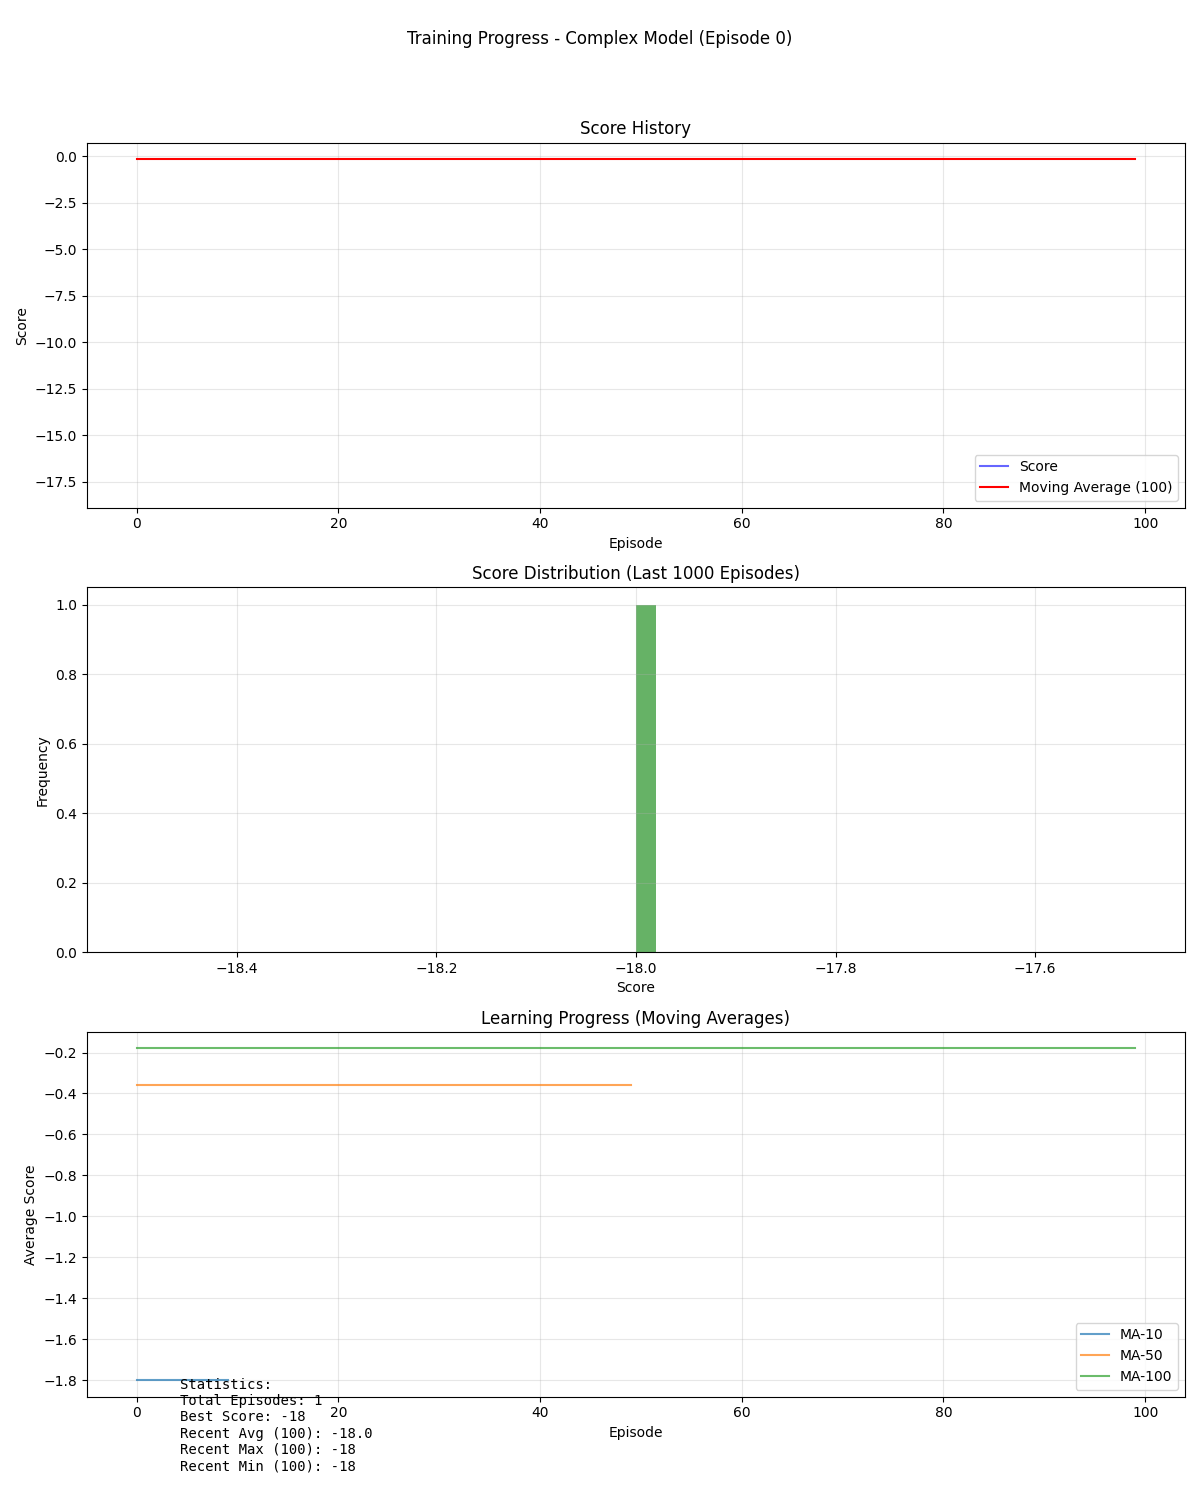 Training Progress - Complex Model (Episode 0)
Score History
0.0
−2.5
−5.0
−7.5
−10.0
−12.5
−15.0
−17.5
Score
Score
Moving Average (100)
0 20 40 60 80 100
Episode
Score Distribution (Last 1000 Episodes)
1.0
0.8
0.6
0.4
0.2
0.0
Frequency
−18.4 −18.2 −18.0 −17.8 −17.6
Score
Learning Progress (Moving Averages)
−0.2
−0.4
−0.6
−0.8
−1.0
−1.2
−1.4
−1.6
−1.8
Average Score
MA-10
MA-50
MA-100
0 20 40 60 80 100
Episode
Statistics:
Total Episodes: 1
Best Score: -18
Recent Avg (100): -18.0
Recent Max (100): -18
Recent Min (100): -18